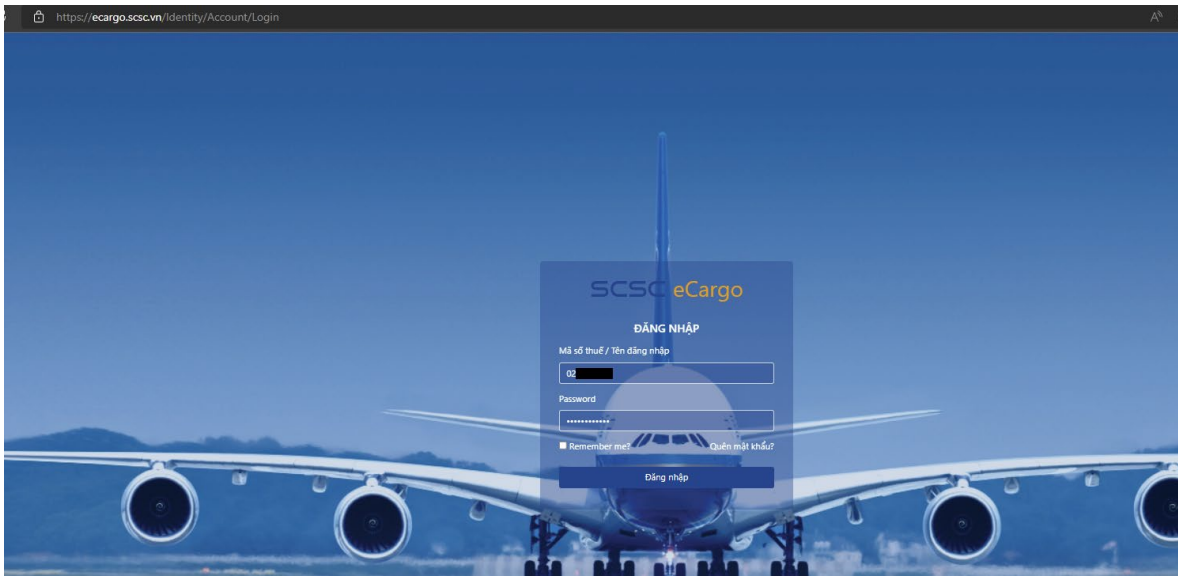 https://ecargo.scsc.vn/Identity/Account/Login
SCSC eCargo
ĐĂNG NHẬP
Mã số thuế / Tên đăng nhập
02
Password
Remember me? Quên mật khẩu?
Đăng nhập